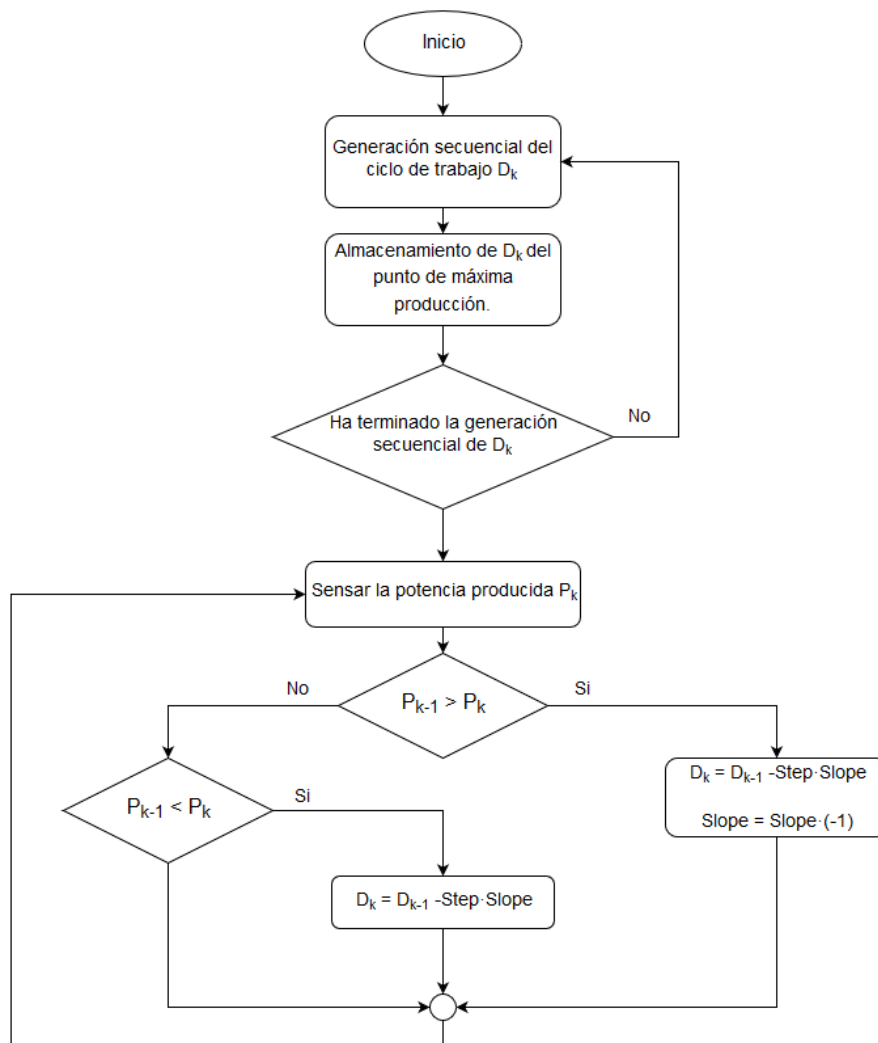 Inicio
Generación secuencial del
ciclo de trabajo Dk
Almacenamiento de Dk del
punto de máxima
producción.
Ha terminado la generación
secuencial de Dk
No
Sensar la potencia producida Pk
Pk-1 > Pk
No
Si
Pk-1 < Pk
Si
Dk = Dk-1 -Step·Slope
Slope = Slope·(-1)
Dk = Dk-1 -Step·Slope